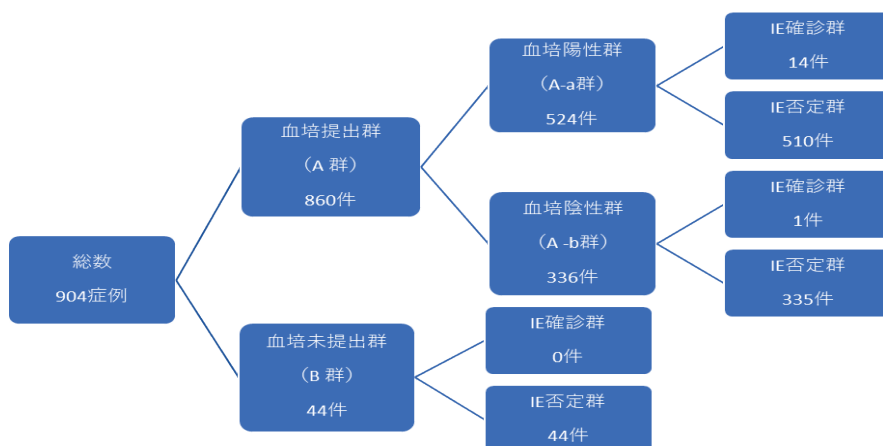 総数
904症例
血培提出群
（A 群）
860件
血培未提出群
（B 群）
44件
血培陽性群
（A-a群）
524件
血培陰性群
（A -b群）
336件
IE確診群
14件
IE否定群
510件
IE確診群
1件
IE否定群
335件
IE確診群
0件
IE否定群
44件